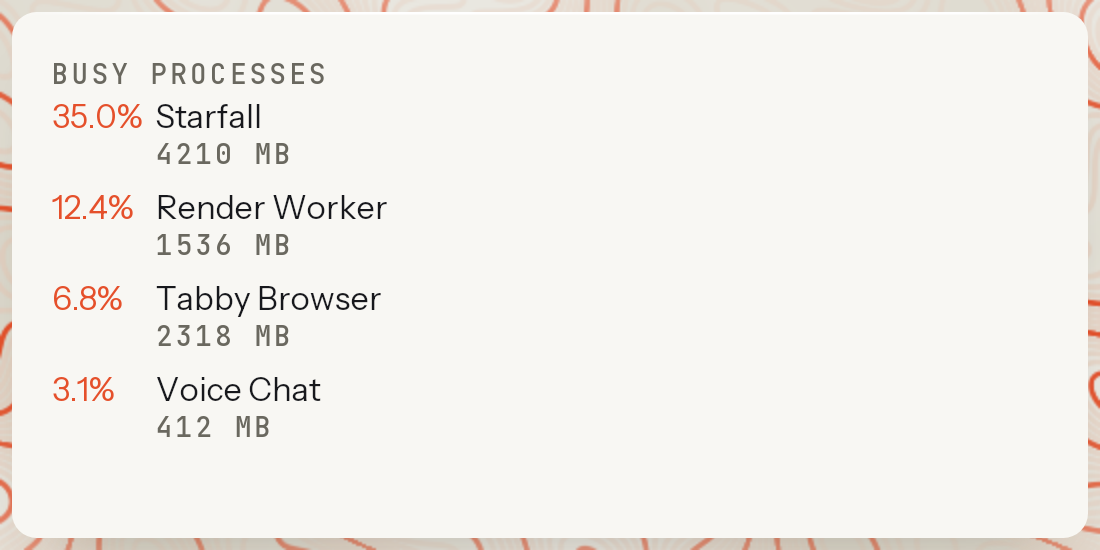 BUSY PROCESSES
35.0% Starfall
4210 MB
12.4% Render Worker
1536 MB
6.8% Tabby Browser
2318 MB
3.1% Voice Chat
412 MB